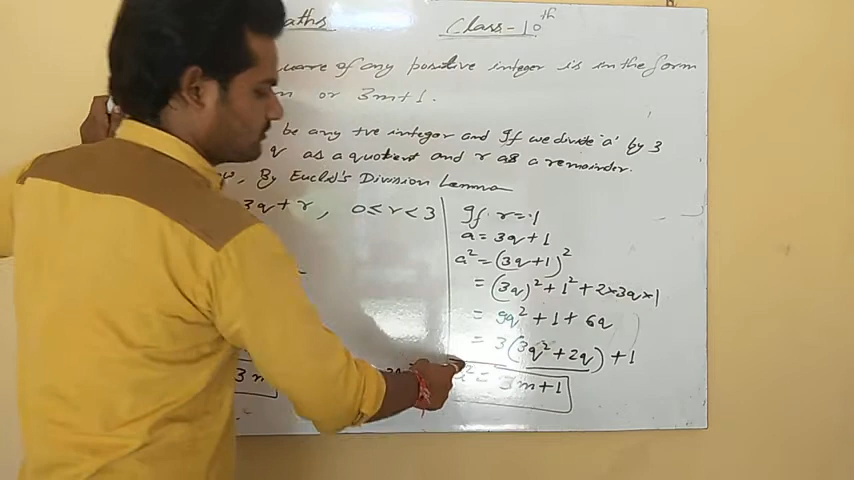 aths Class - 10th
uare of any positive integer is in the form
m or 3m+1.
be any +ve integer and If we divide 'a' by 3
q as a quotient and r as a remainder.
By Euclid's Division Lemma
3q + r, 0 ≤ r < 3
3m
If r = 1
a = 3q + 1
a² = (3q+1)²
= (3q)² + 1² + 2×3q×1
= 9q² + 1 + 6q
= 3(3q² + 2q) + 1
a² = 3m+1